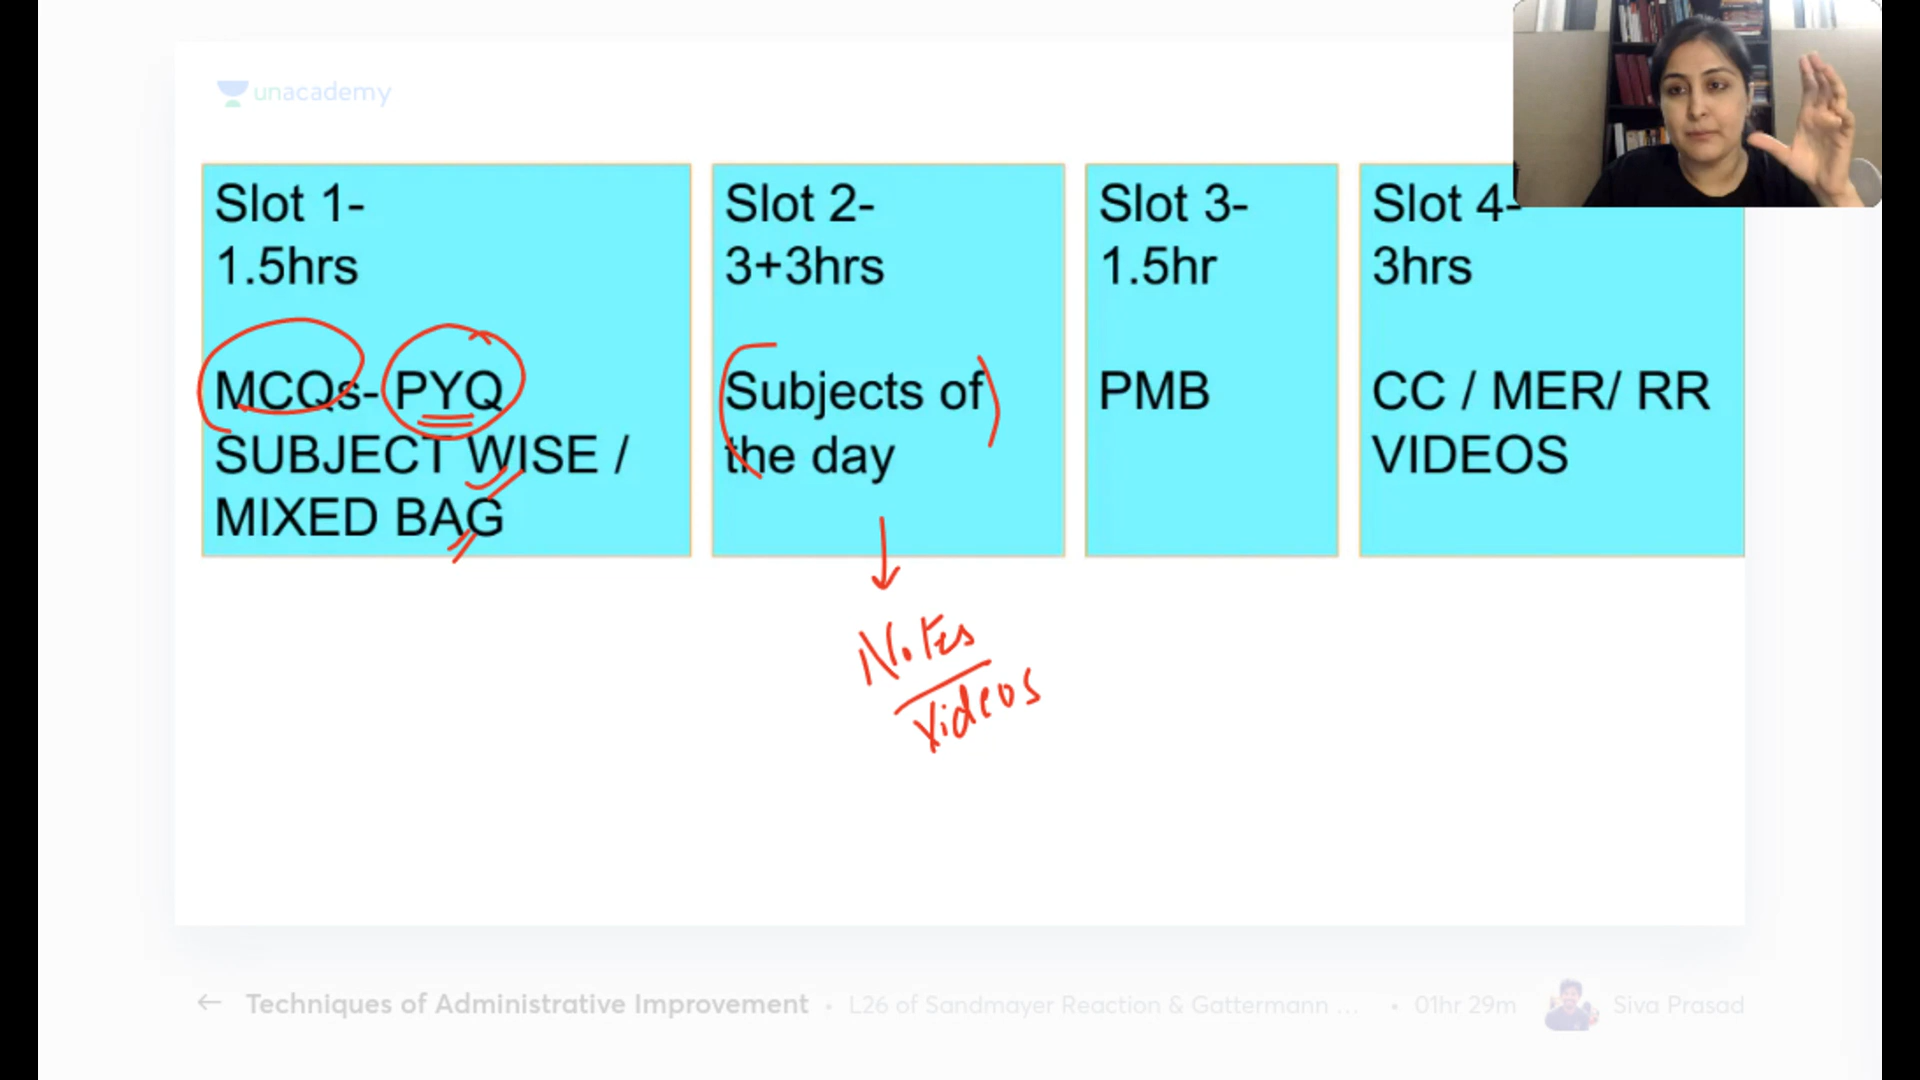 unacademy
Slot 1-
1.5hrs
MCQs- PYQ
SUBJECT WISE /
MIXED BAG
Slot 2-
3+3hrs
Subjects of
the day
Notes
Videos
Slot 3-
1.5hr
PMB
Slot 4-
3hrs
CC / MER/ RR
VIDEOS
← Techniques of Administrative Improvement • L26 of Sandmayer Reaction & Gattermann ... • 01hr 29m Siva Prasad